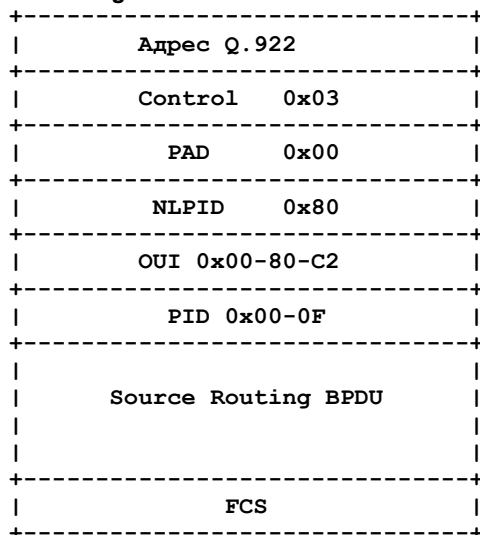 Адрес Q.922
Control 0x03
PAD 0x00
NLPID 0x80
OUI 0x00-80-C2
PID 0x00-0F
Source Routing BPDU
FCS